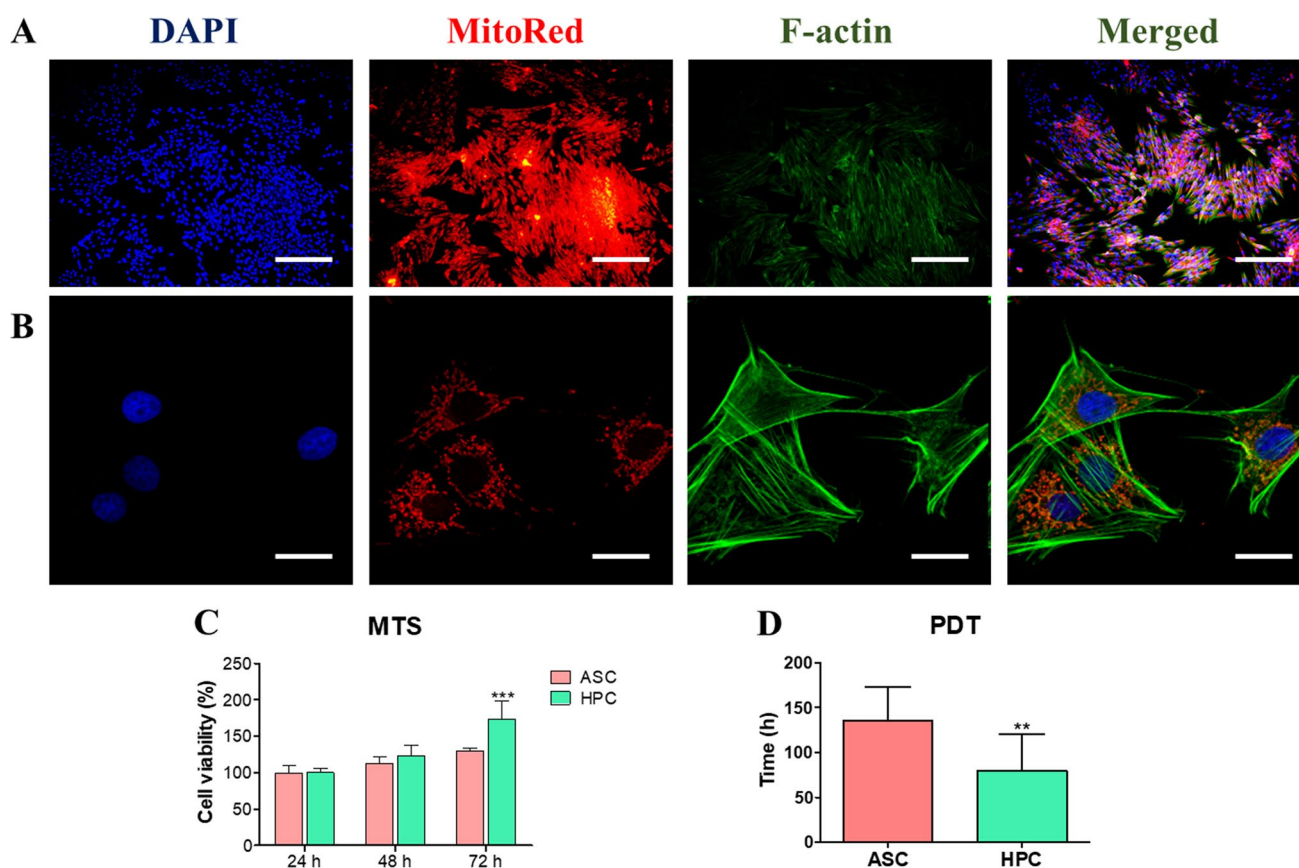 A DAPI MitoRed F-actin Merged
B
C MTS
Cell viability (%)
250
200
150
100
50
0
***
ASC
HPC
24 h 48 h 72 h
D PDT
Time (h)
200
150
100
50
0
**
ASC HPC